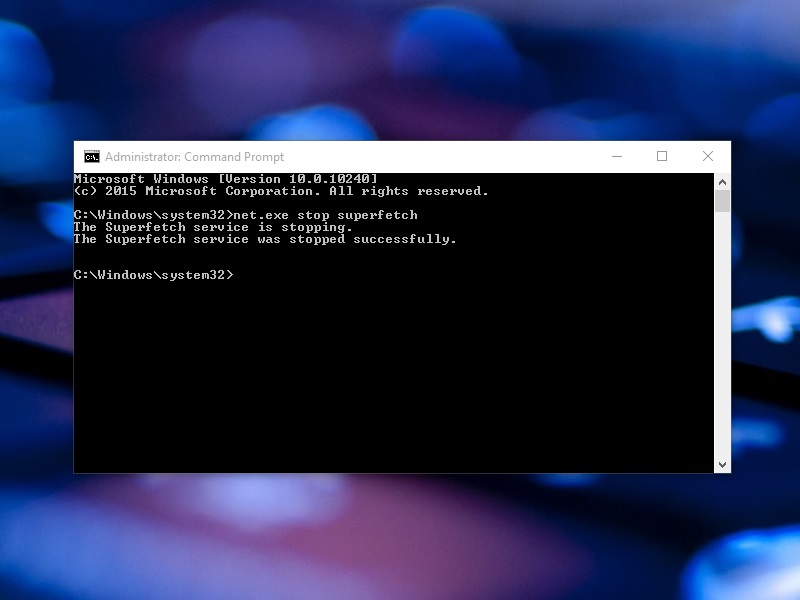 Administrator: Command Prompt
Microsoft Windows [Version 10.0.10240]
(c) 2015 Microsoft Corporation. All rights reserved.
C:\Windows\system32>net.exe stop superfetch
The Superfetch service is stopping.
The Superfetch service was stopped successfully.
C:\Windows\system32>